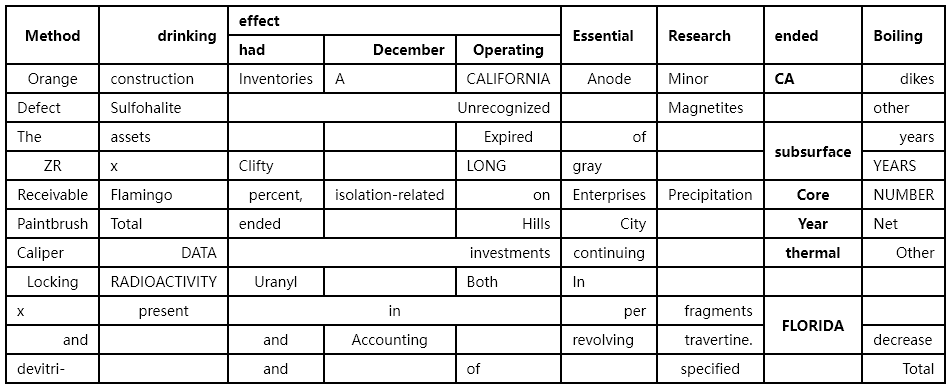 Method drinking effect Essential Research ended Boiling
had December Operating
Orange construction Inventories A CALIFORNIA Anode Minor CA dikes
Defect Sulfohalite Unrecognized Magnetites other
The assets Expired of subsurface years
ZR x Clifty LONG gray YEARS
Receivable Flamingo percent, isolation-related on Enterprises Precipitation Core NUMBER
Paintbrush Total ended Hills City Year Net
Caliper DATA investments continuing thermal Other
Locking RADIOACTIVITY Uranyl Both In
x present in per fragments FLORIDA
and and Accounting revolving travertine. decrease
devitri- and of specified Total